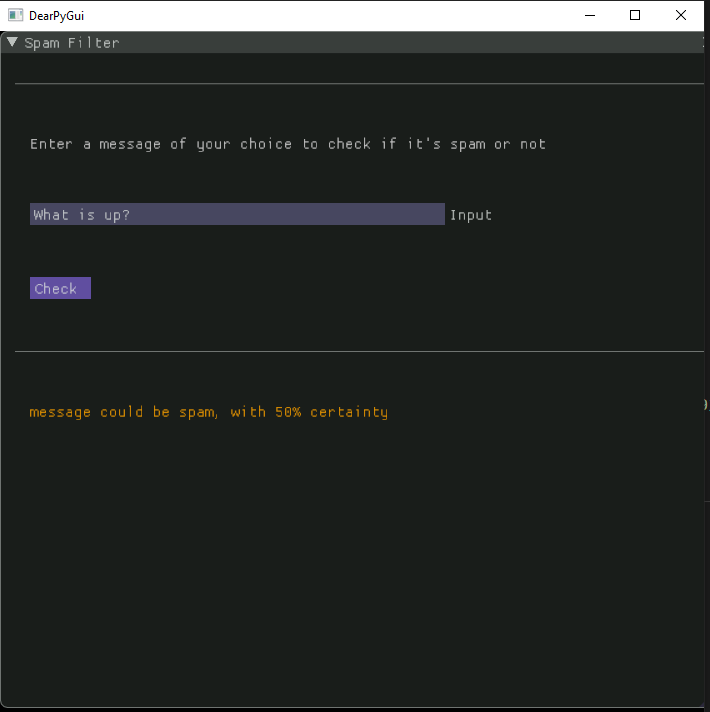 DearPyGui
Spam Filter
Enter a message of your choice to check if it's spam or not
What is up? Input
Check
message could be spam, with 50% certainty